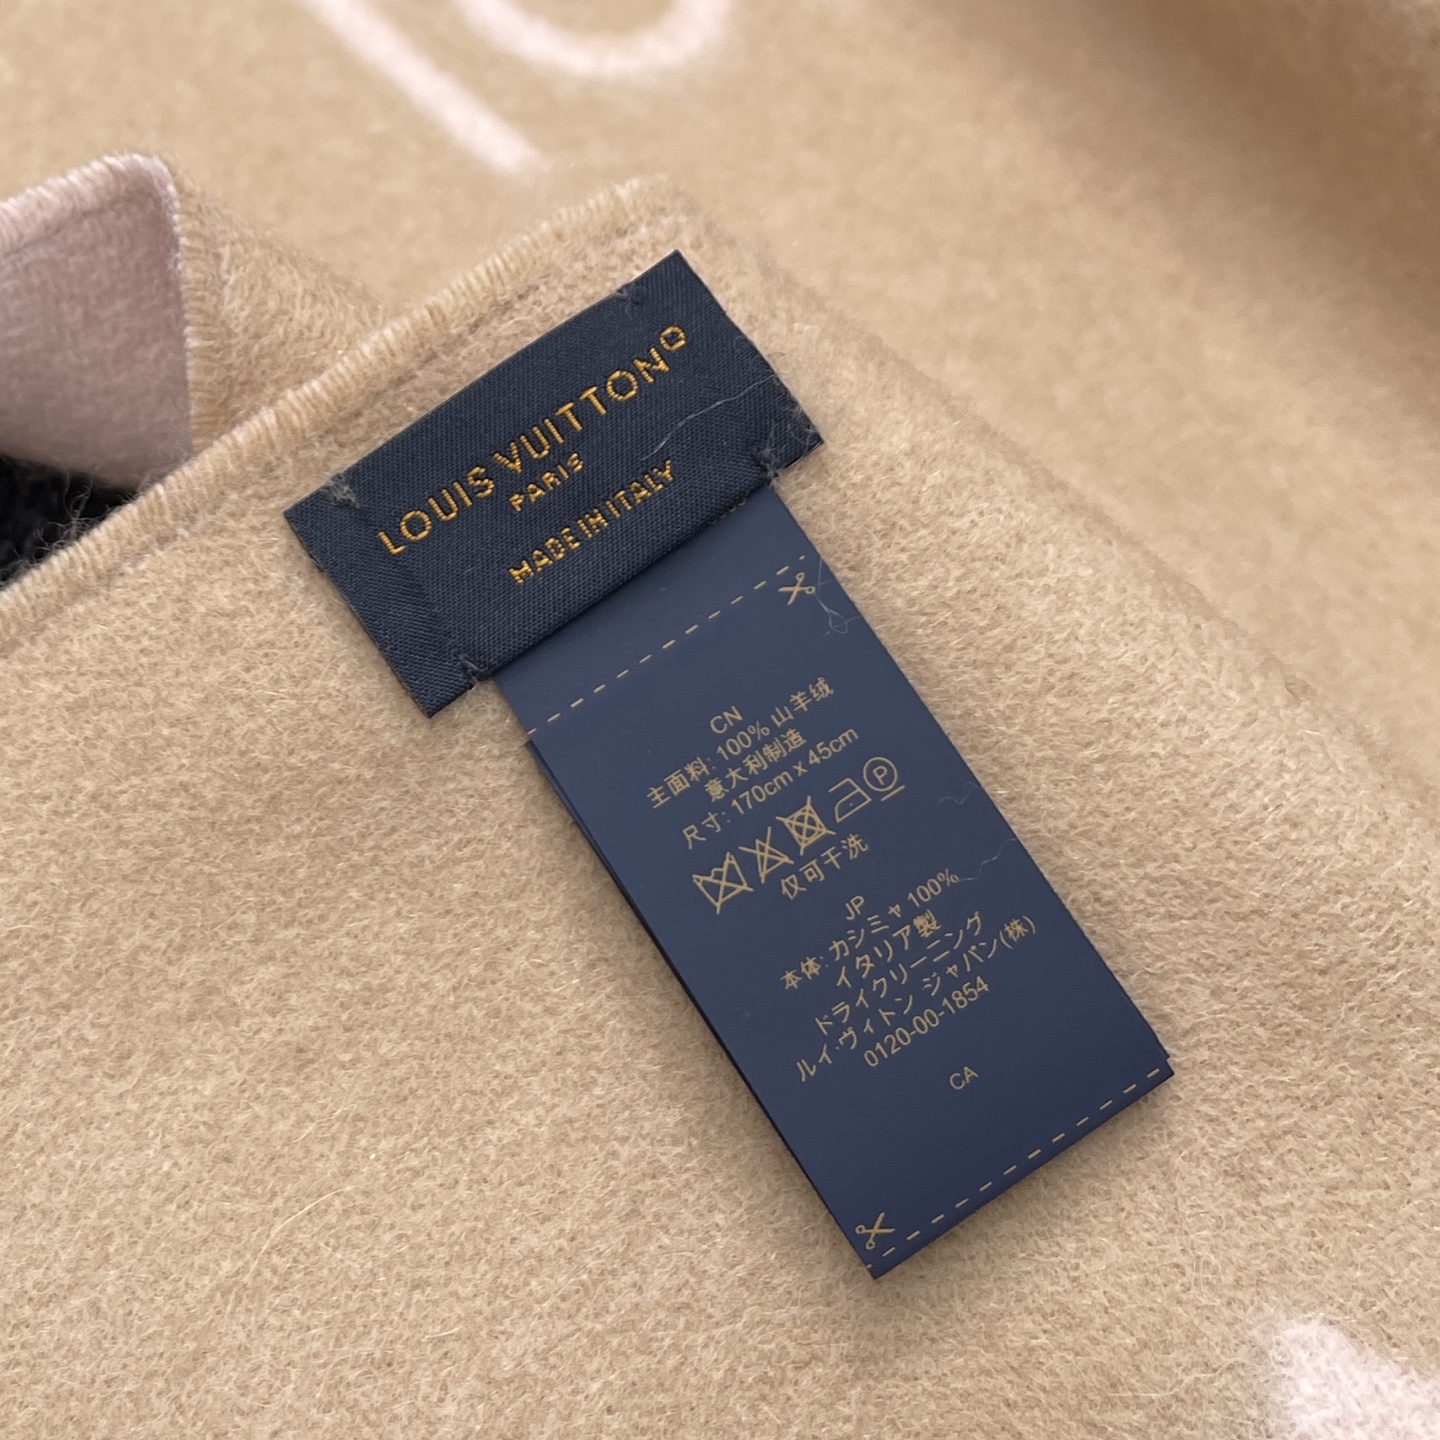 LOUIS VUITTON®
PARIS
MADE IN ITALY
CN
主面料: 100% 山羊绒
意大利制造
尺寸: 170cm x 45cm
P
仅可干洗
JP
本体: カシミャ 100%
イタリア製
ドライクリーニング
ルイ·ヴィトン ジャパン(株)
0120-00-1854
CA